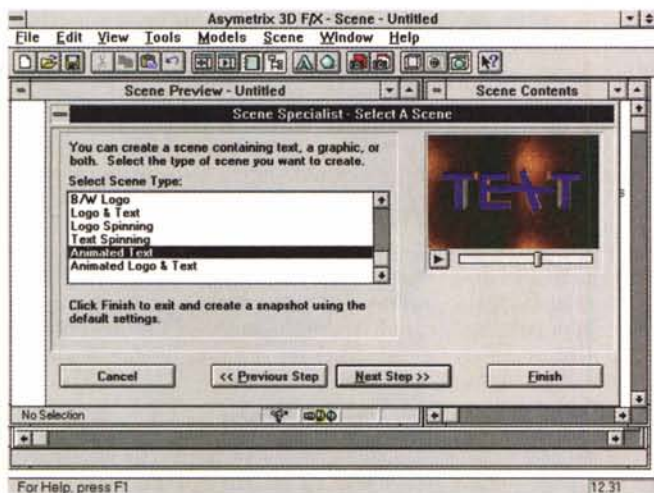 Asymetrix 3D F/X - Scene - Untitled
File Edit View Tools Models Scene Window Help
Scene Preview - Untitled
Scene Contents
Scene Specialist - Select A Scene
You can create a scene containing text, a graphic, or
both. Select the type of scene you want to create.
Select Scene Type:
B/W Logo
Logo & Text
Logo Spinning
Text Spinning
Animated Text
Animated Logo & Text
TEXT
Click Finish to exit and create a snapshot using the
default settings.
Cancel
<< Previous Step
Next Step >>
Finish
No Selection
For Help, press F1
12.31